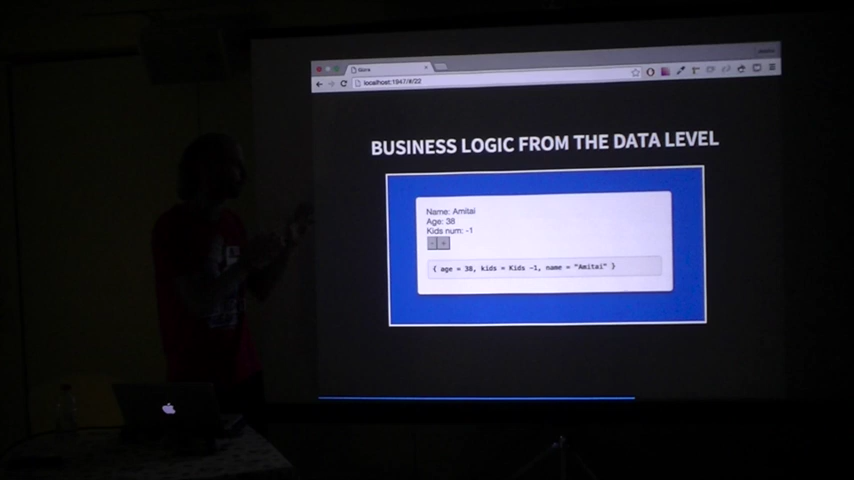 localhost:1947/#/22
BUSINESS LOGIC FROM THE DATA LEVEL
Name: Amitai
Age: 38
Kids num: -1
- +
{ age = 38, kids = Kids -1, name = "Amitai" }